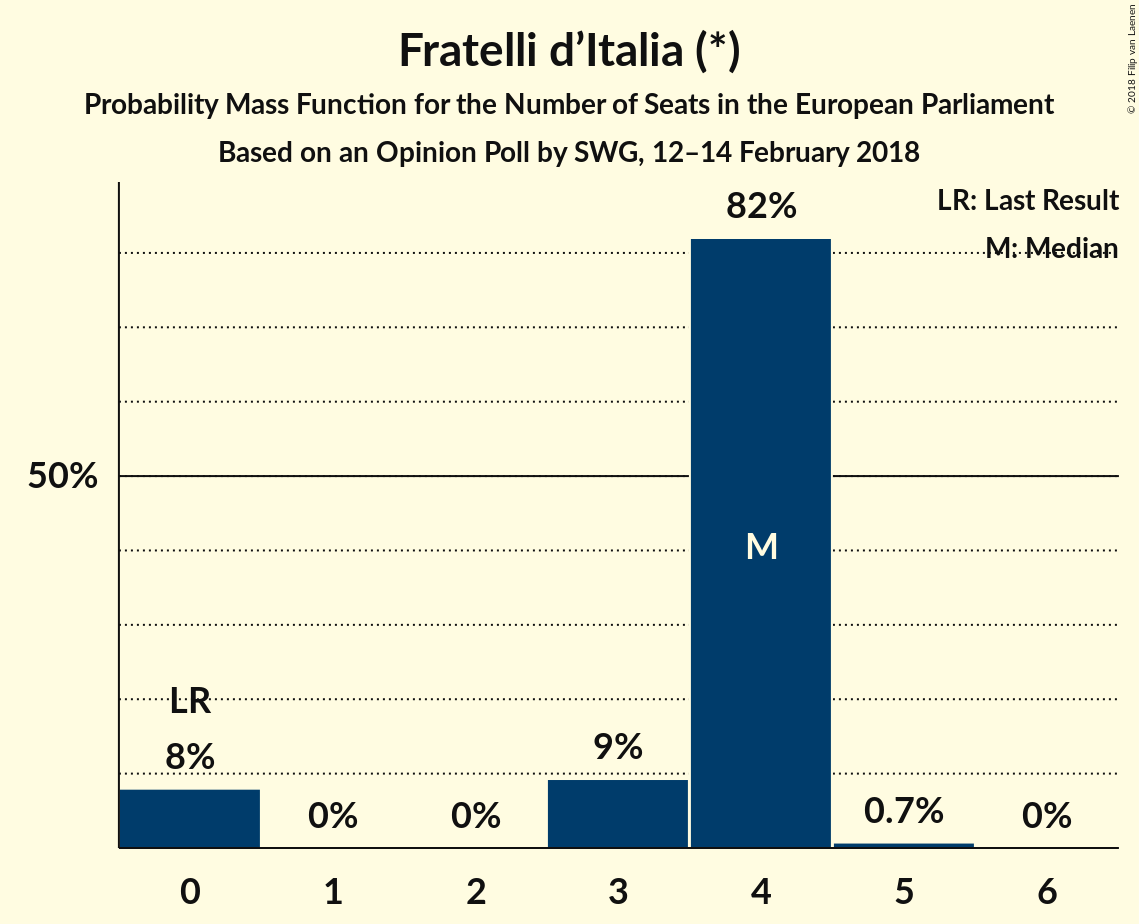 Fratelli d’Italia (*)
Probability Mass Function for the Number of Seats in the European Parliament
Based on an Opinion Poll by SWG, 12–14 February 2018
© 2018 Filip van Laenen
LR: Last Result
M: Median
82%
50%
M
LR
8%
0%
0%
9%
0.7%
0%
0 1 2 3 4 5 6